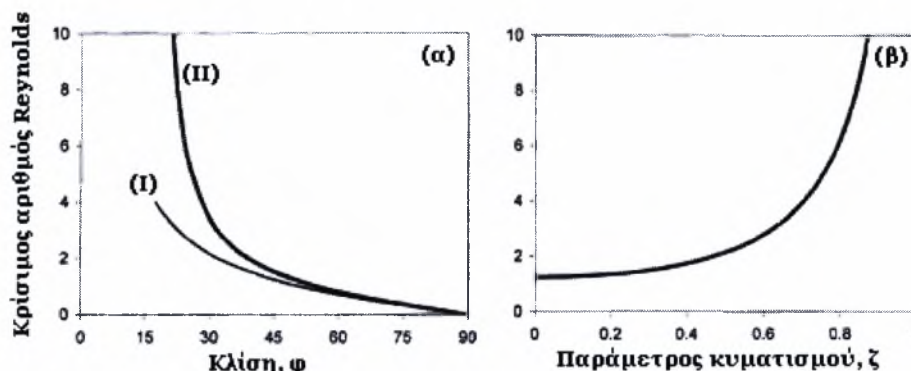 Κρίσιμος αριθμός Reynolds
10
8
6
4
2
0
(II)
(I)
(α)
0 15 30 45 60 75 90
Κλίση, φ
10
8
6
4
2
0
(β)
0 0.2 0.4 0.6 0.8
Παράμετρος κυματισμού, ζ